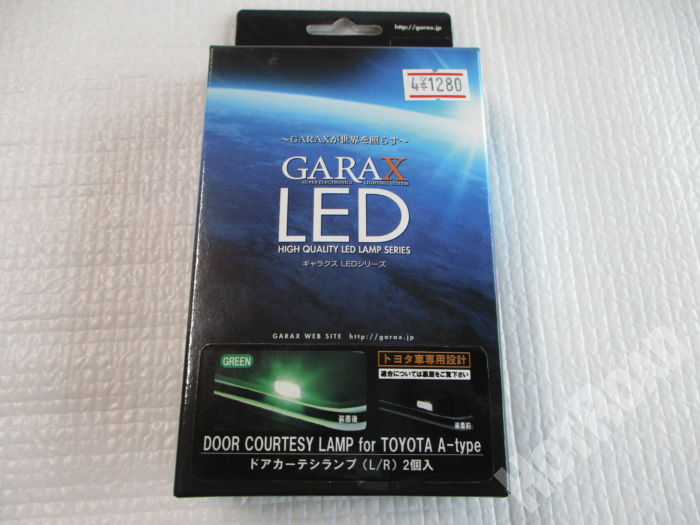 http://garax.jp
1280
～GARAXが世界を照らす～
GARAX
SUPER ELECTRONICS LIGHTING SYSTEM
LED
HIGH QUALITY LED LAMP SERIES
ギャラクス LEDシリーズ
GARAX WEB SITE http://garax.jp
GREEN
トヨタ車専用設計
適合については裏面をご覧下さい
装着後
装着前
DOOR COURTESY LAMP for TOYOTA A-type
ドアカーテシランプ（L/R）2個入